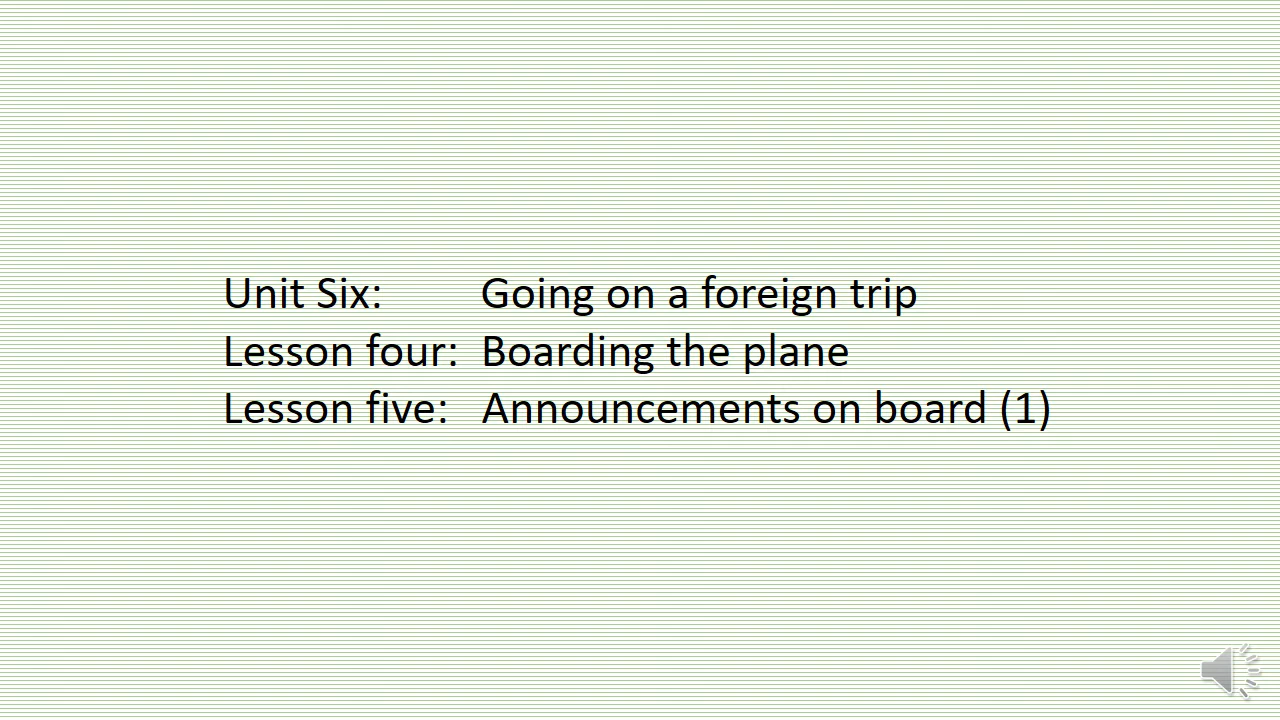 Unit Six: Going on a foreign trip
Lesson four: Boarding the plane
Lesson five: Announcements on board (1)